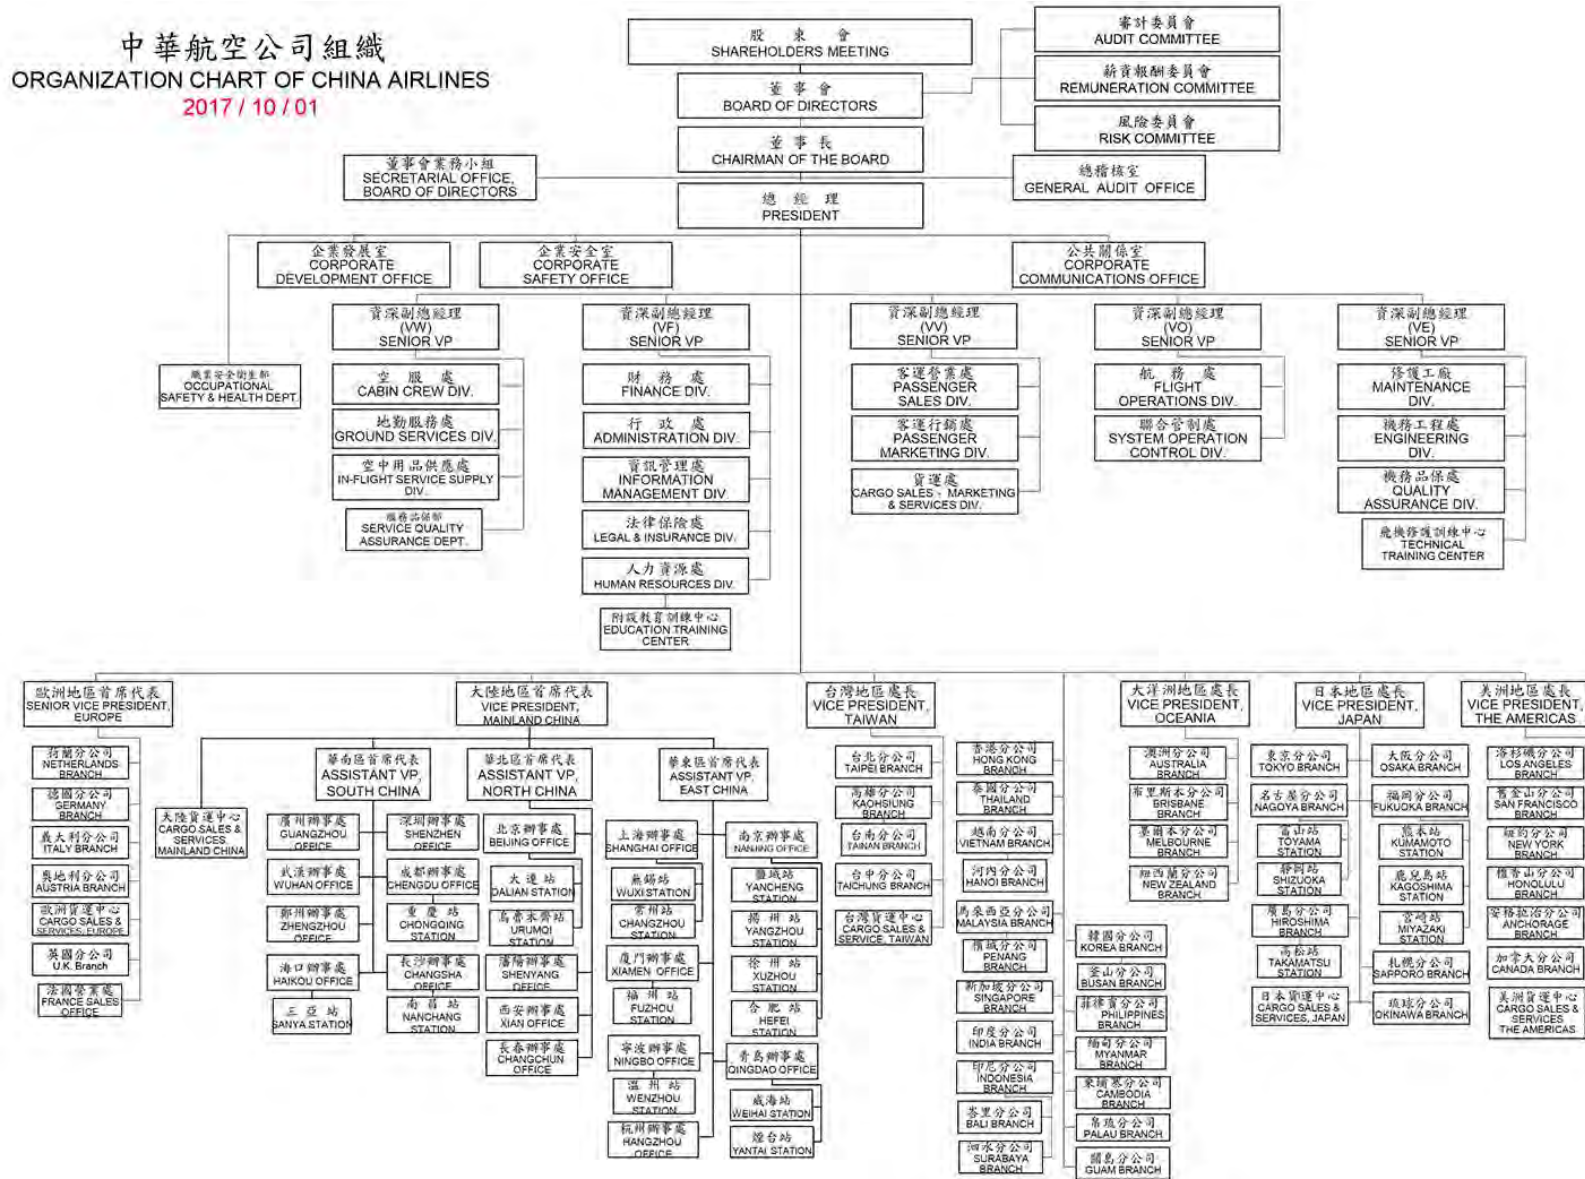 中華航空公司組織
ORGANIZATION CHART OF CHINA AIRLINES
2017 / 10 / 01
股 東 會
SHAREHOLDERS MEETING
董 事 會
BOARD OF DIRECTORS
審計委員會
AUDIT COMMITTEE
薪資報酬委員會
REMUNERATION COMMITTEE
風險委員會
RISK COMMITTEE
董 事 長
CHAIRMAN OF THE BOARD
董事會業務小組
SECRETARIAL OFFICE,
BOARD OF DIRECTORS
總稽核室
GENERAL AUDIT OFFICE
總 經 理
PRESIDENT
企業發展室
CORPORATE
DEVELOPMENT OFFICE
企業安全室
CORPORATE
SAFETY OFFICE
公共關係室
CORPORATE
COMMUNICATIONS OFFICE
職業安全衛生部
OCCUPATIONAL
SAFETY & HEALTH DEPT.
資深副總經理
(VW)
SENIOR VP
空 服 處
CABIN CREW DIV.
地勤服務處
GROUND SERVICES DIV.
空中用品供應處
IN-FLIGHT SERVICE SUPPLY
DIV.
服務品保部
SERVICE QUALITY
ASSURANCE DEPT.
資深副總經理
(VF)
SENIOR VP
財 務 處
FINANCE DIV.
行 政 處
ADMINISTRATION DIV.
資訊管理處
INFORMATION
MANAGEMENT DIV.
法律保險處
LEGAL & INSURANCE DIV.
人力資源處
HUMAN RESOURCES DIV.
附設教育訓練中心
EDUCATION TRAINING
CENTER
資深副總經理
(VV)
SENIOR VP
客運營業處
PASSENGER
SALES DIV.
客運行銷處
PASSENGER
MARKETING DIV.
貨運處
CARGO SALES、MARKETING
& SERVICES DIV.
資深副總經理
(VO)
SENIOR VP
航 務 處
FLIGHT
OPERATIONS DIV.
聯合管制處
SYSTEM OPERATION
CONTROL DIV.
資深副總經理
(VE)
SENIOR VP
修護工廠
MAINTENANCE
DIV.
機務工程處
ENGINEERING
DIV.
機務品保處
QUALITY
ASSURANCE DIV.
飛機修護訓練中心
TECHNICAL
TRAINING CENTER
歐洲地區首席代表
SENIOR VICE PRESIDENT,
EUROPE
荷蘭分公司
NETHERLANDS
BRANCH
德國分公司
GERMANY
BRANCH
義大利分公司
ITALY BRANCH
奧地利分公司
AUSTRIA BRANCH
歐洲貨運中心
CARGO SALES &
SERVICES, EUROPE
英國分公司
U.K. Branch
法國營業處
FRANCE SALES
OFFICE
大陸地區首席代表
VICE PRESIDENT,
MAINLAND CHINA
大陸貨運中心
CARGO SALES &
SERVICES,
MAINLAND CHINA
華南區首席代表
ASSISTANT VP,
SOUTH CHINA
廣州辦事處
GUANGZHOU
OFFICE
武漢辦事處
WUHAN OFFICE
鄭州辦事處
ZHENGZHOU
OFFICE
海口辦事處
HAIKOU OFFICE
三 亞 站
SANYA STATION
深圳辦事處
SHENZHEN
OFFICE
成都辦事處
CHENGDU OFFICE
重 慶 站
CHONGQING
STATION
長沙辦事處
CHANGSHA
OFFICE
南 昌 站
NANCHANG
STATION
華北區首席代表
ASSISTANT VP,
NORTH CHINA
北京辦事處
BEIJING OFFICE
大 連 站
DALIAN STATION
烏魯木齊站
URUMQI
STATION
瀋陽辦事處
SHENYANG
OFFICE
西安辦事處
XIAN OFFICE
長春辦事處
CHANGCHUN
OFFICE
華東區首席代表
ASSISTANT VP,
EAST CHINA
上海辦事處
SHANGHAI OFFICE
無錫站
WUXI STATION
常州站
CHANGZHOU
STATION
廈門辦事處
XIAMEN OFFICE
福 州 站
FUZHOU
STATION
寧波辦事處
NINGBO OFFICE
溫 州 站
WENZHOU
STATION
杭州辦事處
HANGZHOU
OFFICE
南京辦事處
NANJING OFFICE
鹽城站
YANCHENG
STATION
揚 州 站
YANGZHOU
STATION
徐 州 站
XUZHOU
STATION
合 肥 站
HEFEI
STATION
青島辦事處
QINGDAO OFFICE
威海站
WEIHAI STATION
煙台站
YANTAI STATION
台灣地區處長
VICE PRESIDENT,
TAIWAN
台北分公司
TAIPEI BRANCH
高雄分公司
KAOHSIUNG
BRANCH
台南分公司
TAINAN BRANCH
台中分公司
TAICHUNG BRANCH
台灣貨運中心
CARGO SALES &
SERVICE, TAIWAN
香港分公司
HONG KONG
BRANCH
泰國分公司
THAILAND
BRANCH
越南分公司
VIETNAM BRANCH
河內分公司
HANOI BRANCH
馬來西亞分公司
MALAYSIA BRANCH
檳城分公司
PENANG
BRANCH
新加坡分公司
SINGAPORE
BRANCH
印度分公司
INDIA BRANCH
印尼分公司
INDONESIA
BRANCH
峇里分公司
BALI BRANCH
泗水分公司
SURABAYA
BRANCH
韓國分公司
KOREA BRANCH
釜山分公司
BUSAN BRANCH
菲律賓分公司
PHILIPPINES
BRANCH
緬甸分公司
MYANMAR
BRANCH
柬埔寨分公司
CAMBODIA
BRANCH
帛琉分公司
PALAU BRANCH
關島分公司
GUAM BRANCH
大洋洲地區處長
VICE PRESIDENT,
OCEANIA
澳洲分公司
AUSTRALIA
BRANCH
布里斯本分公司
BRISBANE
BRANCH
墨爾本分公司
MELBOURNE
BRANCH
紐西蘭分公司
NEW ZEALAND
BRANCH
日本地區處長
VICE PRESIDENT,
JAPAN
東京分公司
TOKYO BRANCH
名古屋分公司
NAGOYA BRANCH
富山站
TOYAMA
STATION
靜岡站
SHIZUOKA
STATION
廣島分公司
HIROSHIMA
BRANCH
高松站
TAKAMATSU
STATION
日本貨運中心
CARGO SALES &
SERVICES, JAPAN
大阪分公司
OSAKA BRANCH
福岡分公司
FUKUOKA BRANCH
熊本站
KUMAMOTO
STATION
鹿兒島站
KAGOSHIMA
STATION
宮崎站
MIYAZAKI
STATION
札幌分公司
SAPPORO BRANCH
琉球分公司
OKINAWA BRANCH
美洲地區處長
VICE PRESIDENT,
THE AMERICAS
洛杉磯分公司
LOS ANGELES
BRANCH
舊金山分公司
SAN FRANCISCO
BRANCH
紐約分公司
NEW YORK
BRANCH
檀香山分公司
HONOLULU
BRANCH
安格拉治分公司
ANCHORAGE
BRANCH
加拿大分公司
CANADA BRANCH
美洲貨運中心
CARGO SALES &
SERVICES
THE AMERICAS